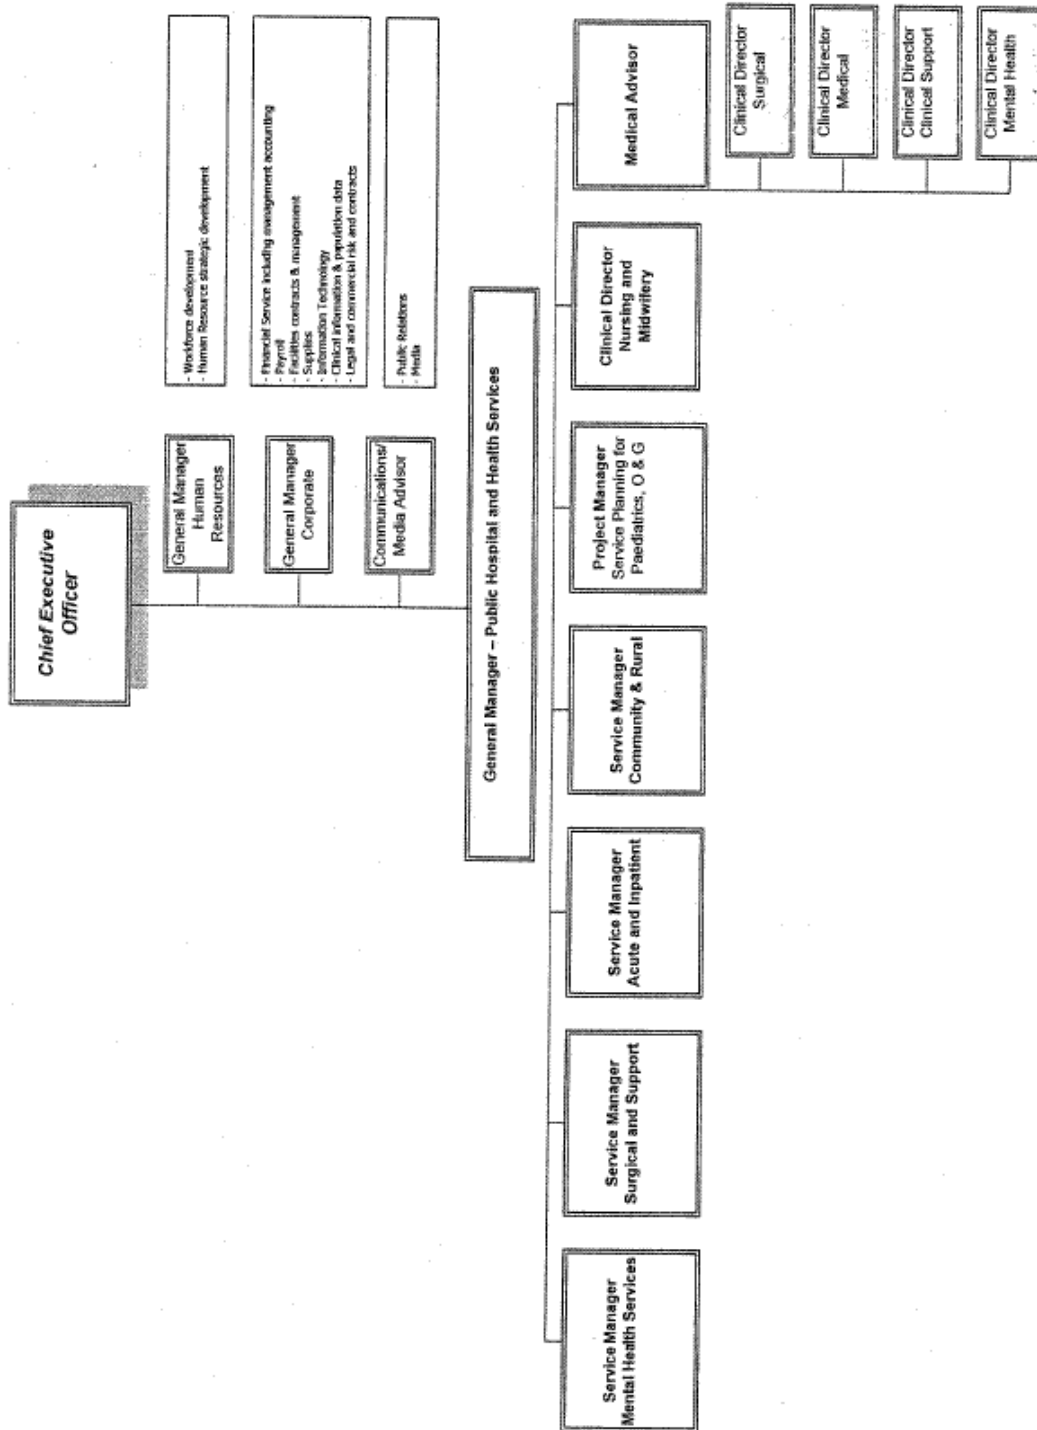 Chief Executive
Officer
General Manager
Human
Resources
- Workforce development
- Human Resource strategic development
General Manager
Corporate
- Financial Service including management accounting
- Payroll
- Facilities contracts & management
- Supplies
- Information Technology
- Clinical information & population data
- Legal and commercial risk and contracts
Communications/
Media Advisor
- Public Relations
- Media
General Manager – Public Hospital and Health Services
Service Manager
Mental Health Services
Service Manager
Surgical and Support
Service Manager
Acute and Inpatient
Service Manager
Community & Rural
Project Manager
Service Planning for
Paediatrics, O & G
Clinical Director
Nursing and
Midwifery
Medical Advisor
Clinical Director
Surgical
Clinical Director
Medical
Clinical Director
Clinical Support
Clinical Director
Mental Health